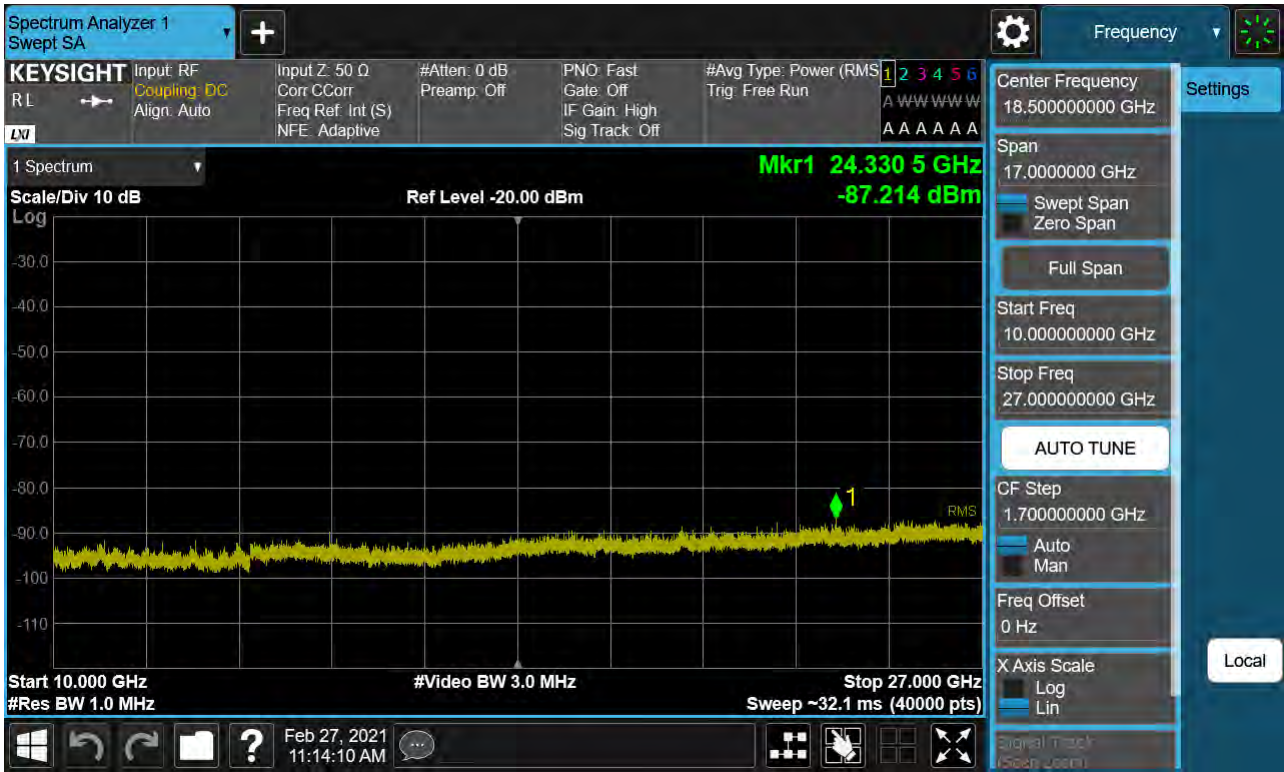 Spectrum Analyzer 1
Swept SA
Frequency
KEYSIGHT
RL
LXI
Input: RF
Coupling: DC
Align: Auto
Input Z: 50 Ω
Corr CCorr
Freq Ref: Int (S)
NFE: Adaptive
#Atten: 0 dB
Preamp: Off
PNO: Fast
Gate: Off
IF Gain: High
Sig Track: Off
#Avg Type: Power (RMS
Trig: Free Run
1 2 3 4 5 6
A W W W W W
A A A A A A
1 Spectrum
Mkr1 24.330 5 GHz
Scale/Div 10 dB
Ref Level -20.00 dBm
-87.214 dBm
Log
-30.0
-40.0
-50.0
-60.0
-70.0
-80.0
1
RMS
-90.0
-100
-110
Start 10.000 GHz
#Video BW 3.0 MHz
Stop 27.000 GHz
#Res BW 1.0 MHz
Sweep ~32.1 ms (40000 pts)
Center Frequency
18.500000000 GHz
Settings
Span
17.0000000 GHz
Swept Span
Zero Span
Full Span
Start Freq
10.000000000 GHz
Stop Freq
27.000000000 GHz
AUTO TUNE
CF Step
1.700000000 GHz
Auto
Man
Freq Offset
0 Hz
X Axis Scale
Log
Lin
Local
Signal Track
(Span Zoom)
?
Feb 27, 2021
11:14:10 AM